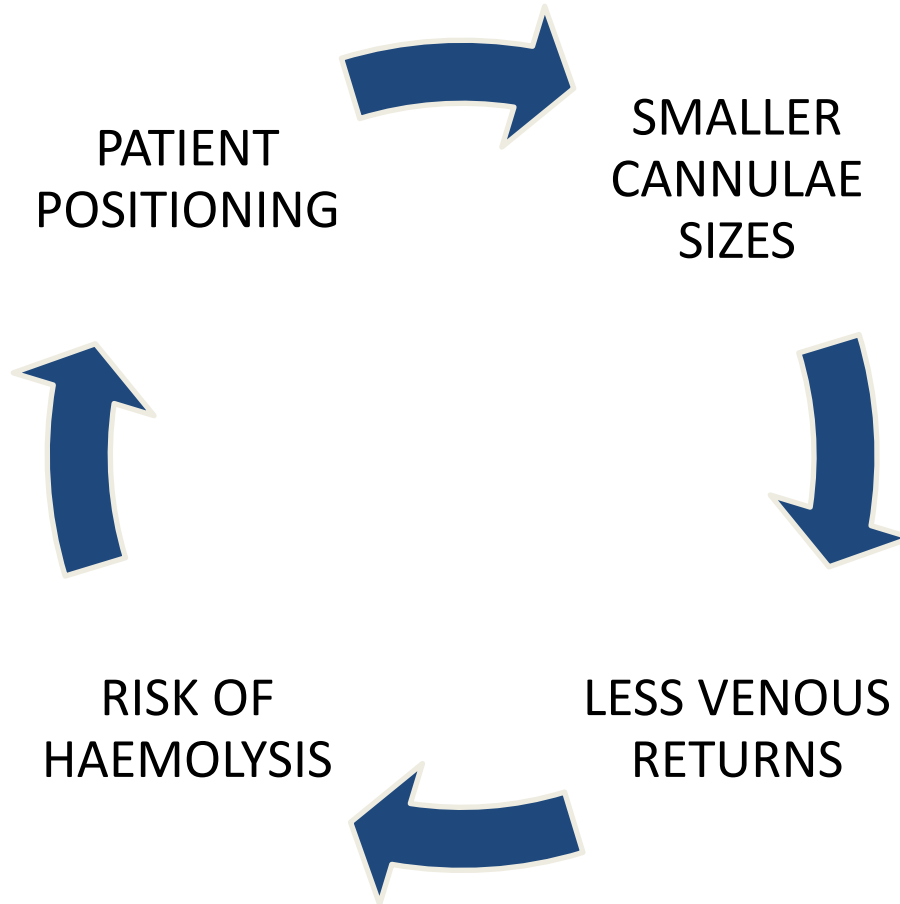 PATIENT
POSITIONING
SMALLER
CANNULAE
SIZES
LESS VENOUS
RETURNS
RISK OF
HAEMOLYSIS